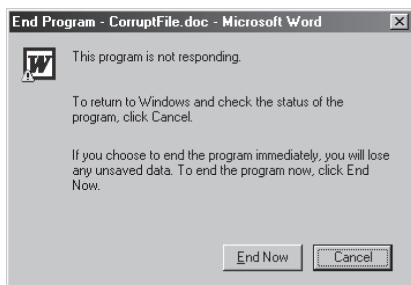 End Program - CorruptFile.doc - Microsoft Word
W
This program is not responding.
To return to Windows and check the status of the
program, click Cancel.
If you choose to end the program immediately, you will lose
any unsaved data. To end the program now, click End
Now.
End Now Cancel